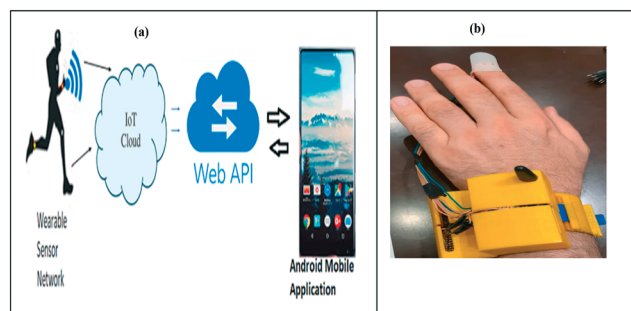 (a)
(b)
IoT
Cloud
Web API
Wearable
Sensor
Network
Android Mobile
Application